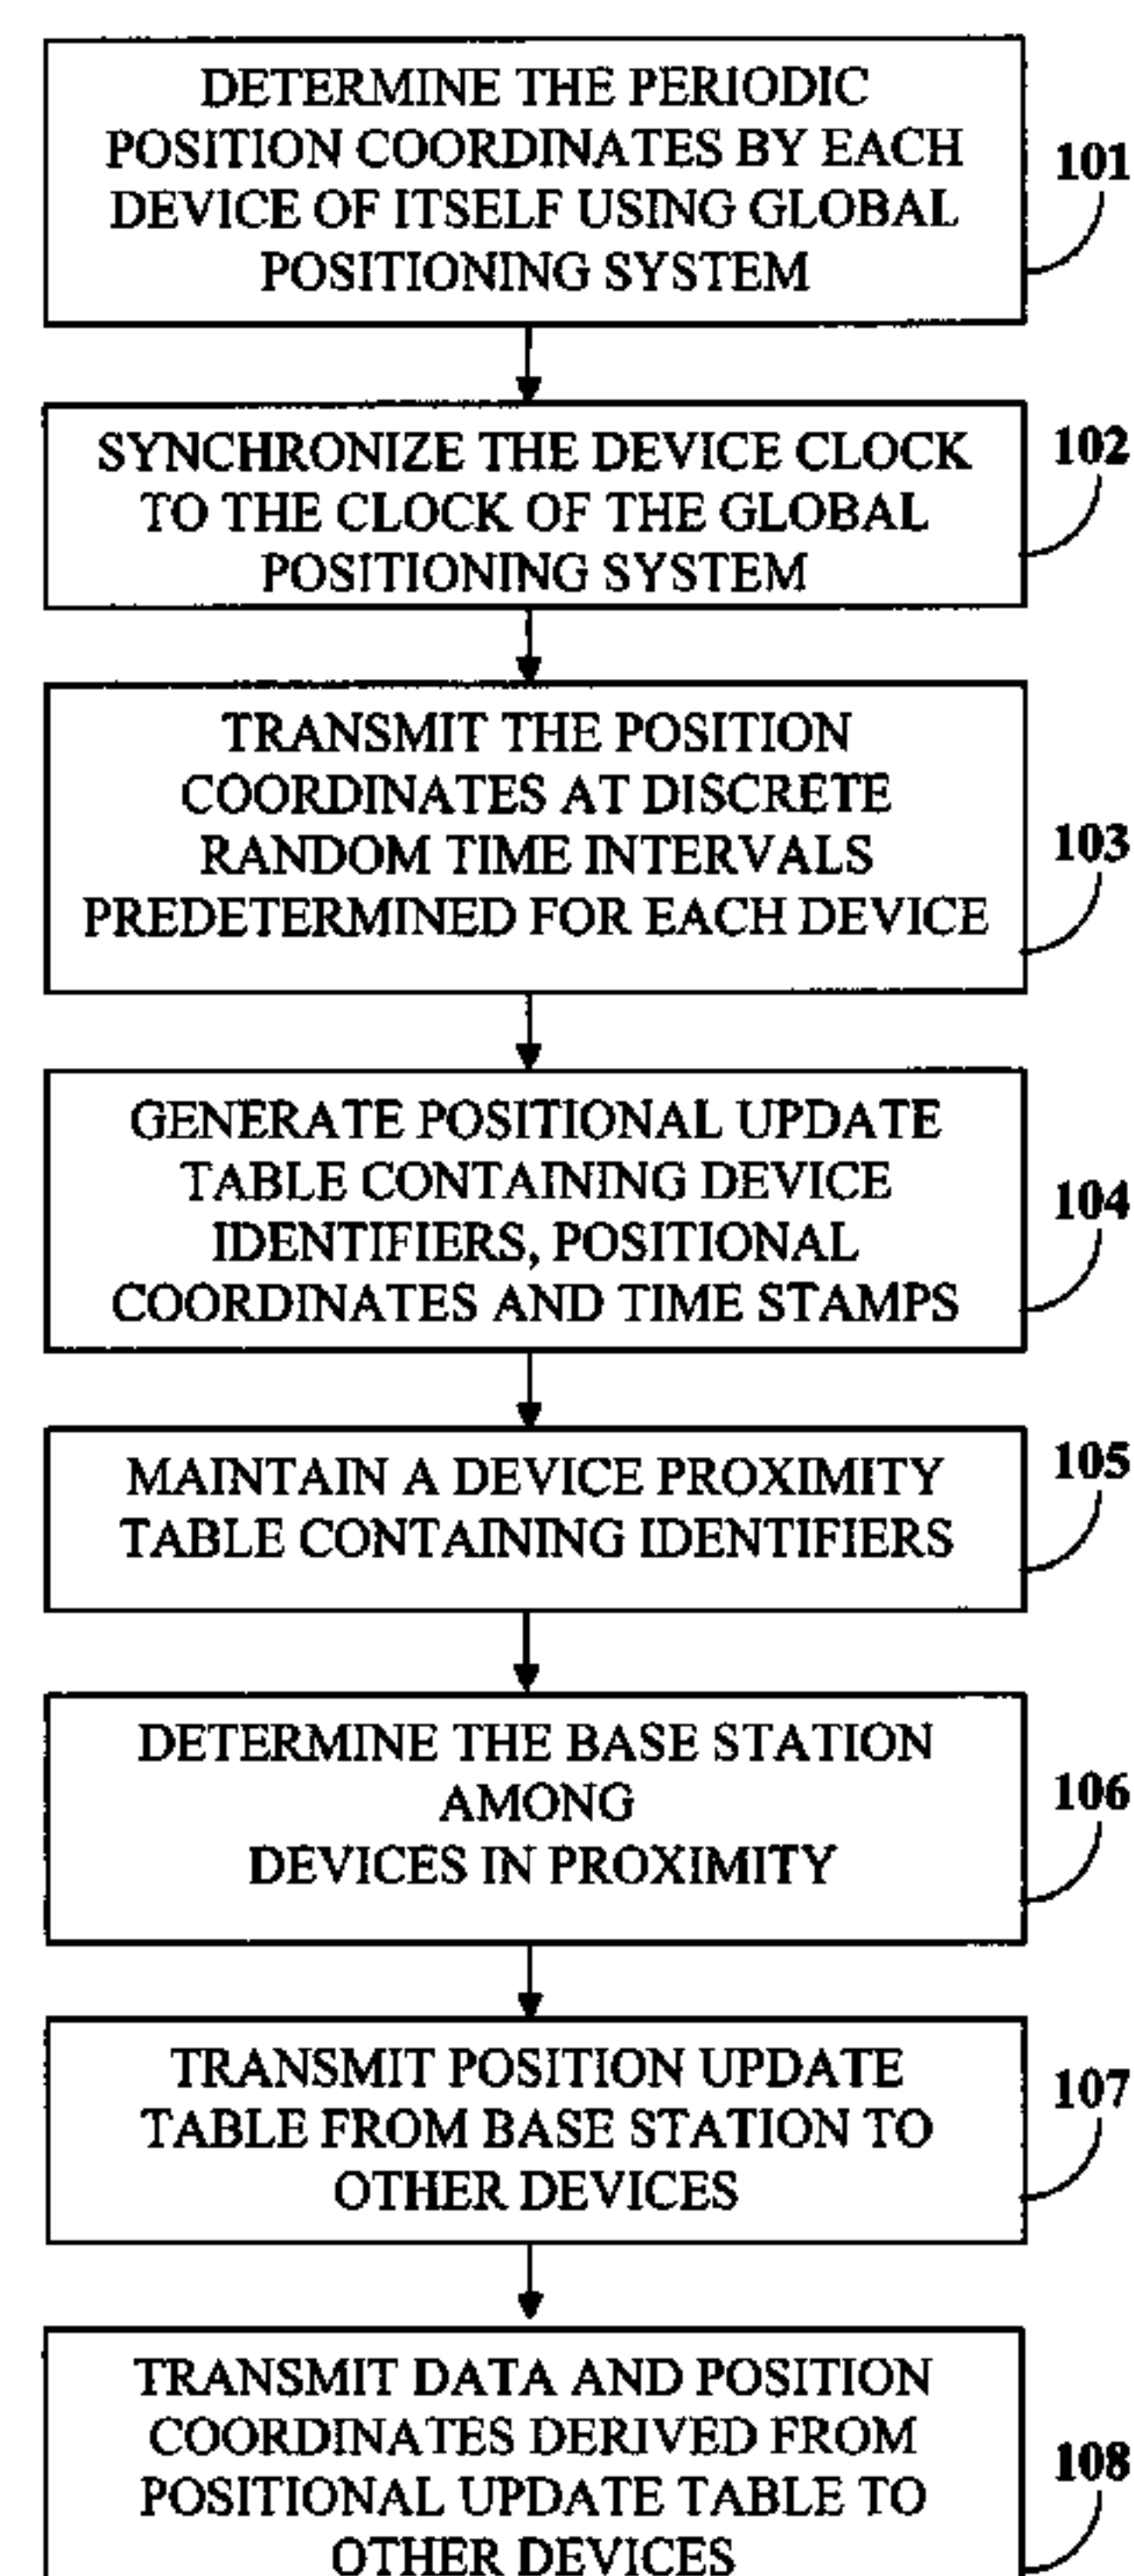 DETERMINE THE PERIODIC
POSITION COORDINATES BY EACH
DEVICE OF ITSELF USING GLOBAL
POSITIONING SYSTEM
101
SYNCHRONIZE THE DEVICE CLOCK
TO THE CLOCK OF THE GLOBAL
POSITIONING SYSTEM
102
TRANSMIT THE POSITION
COORDINATES AT DISCRETE
RANDOM TIME INTERVALS
PREDETERMINED FOR EACH DEVICE
103
GENERATE POSITIONAL UPDATE
TABLE CONTAINING DEVICE
IDENTIFIERS, POSITIONAL
COORDINATES AND TIME STAMPS
104
MAINTAIN A DEVICE PROXIMITY
TABLE CONTAINING IDENTIFIERS
105
DETERMINE THE BASE STATION
AMONG
DEVICES IN PROXIMITY
106
TRANSMIT POSITION UPDATE
TABLE FROM BASE STATION TO
OTHER DEVICES
107
TRANSMIT DATA AND POSITION
COORDINATES DERIVED FROM
POSITIONAL UPDATE TABLE TO
OTHER DEVICES
108